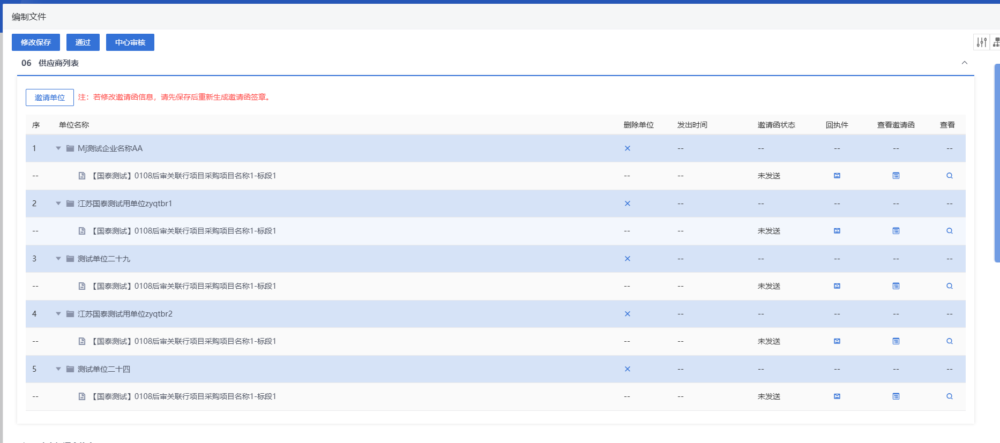 编制文件
修改保存 通过 中心审核
06 供应商列表
邀请单位 注：若修改邀请函信息，请先保存后重新生成邀请函签章。
序 单位名称 删除单位 发出时间 邀请函状态 回执件 查看邀请函 查看
1 Mj测试企业名称AA -- -- -- -- --
-- 【国泰测试】0108后审关联行项目采购项目名称1-标段1 -- -- 未发送
2 江苏国泰测试用单位zyqtbr1 -- -- -- -- --
-- 【国泰测试】0108后审关联行项目采购项目名称1-标段1 -- -- 未发送
3 测试单位二十九 -- -- -- -- --
-- 【国泰测试】0108后审关联行项目采购项目名称1-标段1 -- -- 未发送
4 江苏国泰测试用单位zyqtbr2 -- -- -- -- --
-- 【国泰测试】0108后审关联行项目采购项目名称1-标段1 -- -- 未发送
5 测试单位二十四 -- -- -- -- --
-- 【国泰测试】0108后审关联行项目采购项目名称1-标段1 -- -- 未发送